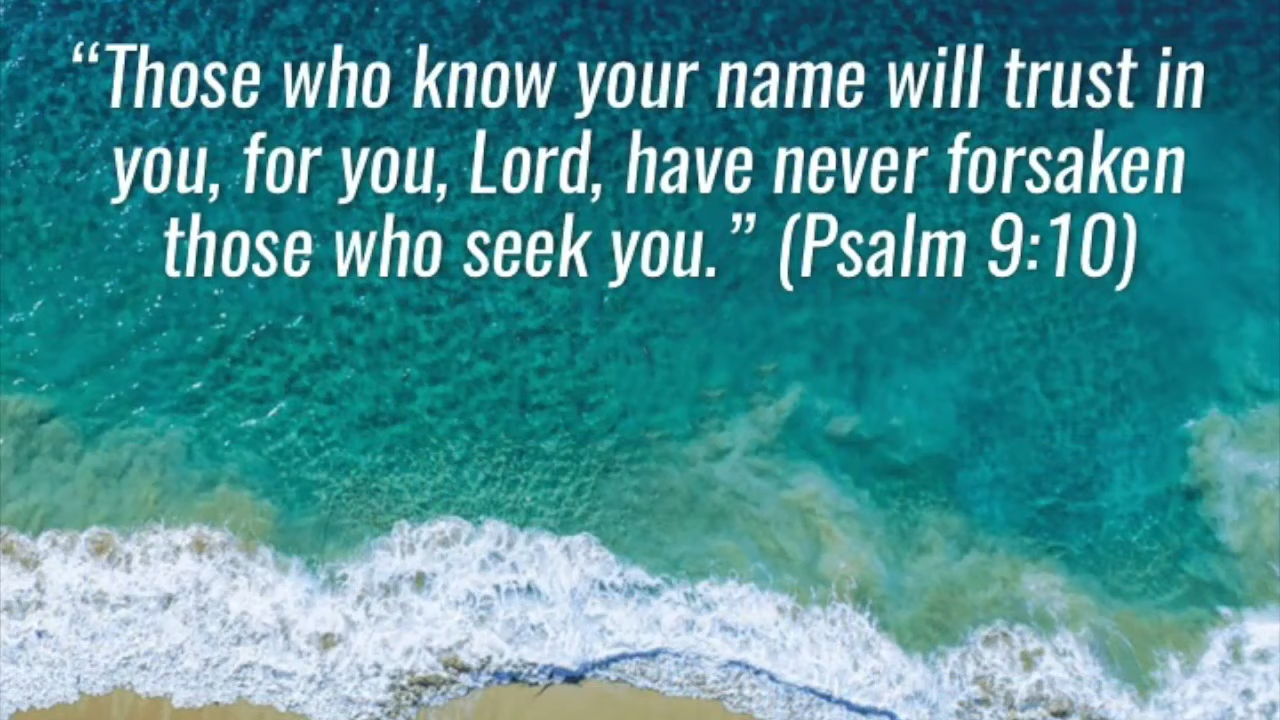 “Those who know your name will trust in
you, for you, Lord, have never forsaken
those who seek you.” (Psalm 9:10)